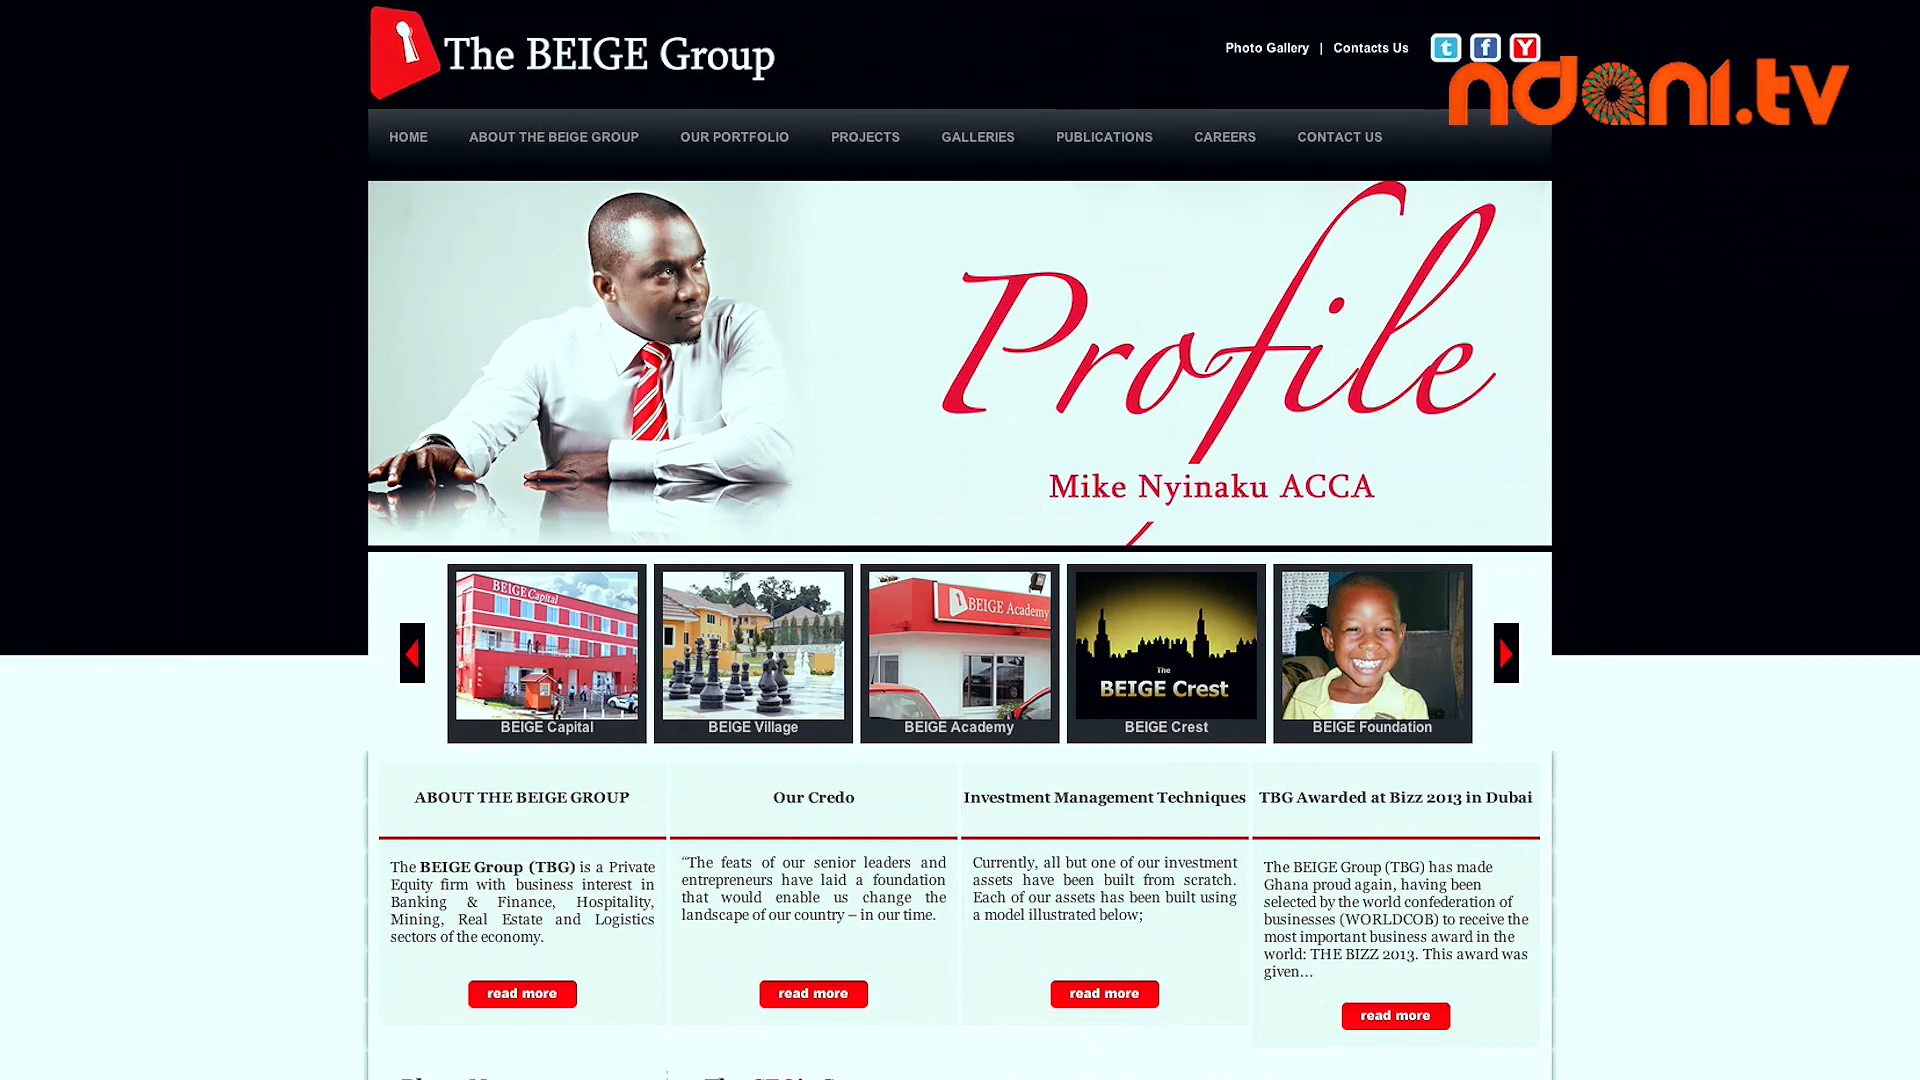 The BEIGE Group
Photo Gallery | Contacts Us
ndani.tv
HOME ABOUT THE BEIGE GROUP OUR PORTFOLIO PROJECTS GALLERIES PUBLICATIONS CAREERS CONTACT US
Profile
Mike Nyinaku ACCA
BEIGE Capital
BEIGE Academy
The
BEIGE Crest
BEIGE Capital BEIGE Village BEIGE Academy BEIGE Crest BEIGE Foundation
ABOUT THE BEIGE GROUP
The BEIGE Group (TBG) is a Private
Equity firm with business interest in
Banking & Finance, Hospitality,
Mining, Real Estate and Logistics
sectors of the economy.
read more
Our Credo
“The feats of our senior leaders and
entrepreneurs have laid a foundation
that would enable us change the
landscape of our country – in our time.
read more
Investment Management Techniques
Currently, all but one of our investment
assets have been built from scratch.
Each of our assets has been built using
a model illustrated below;
read more
TBG Awarded at Bizz 2013 in Dubai
The BEIGE Group (TBG) has made
Ghana proud again, having been
selected by the world confederation of
businesses (WORLDCOB) to receive the
most important business award in the
world: THE BIZZ 2013. This award was
given...
read more